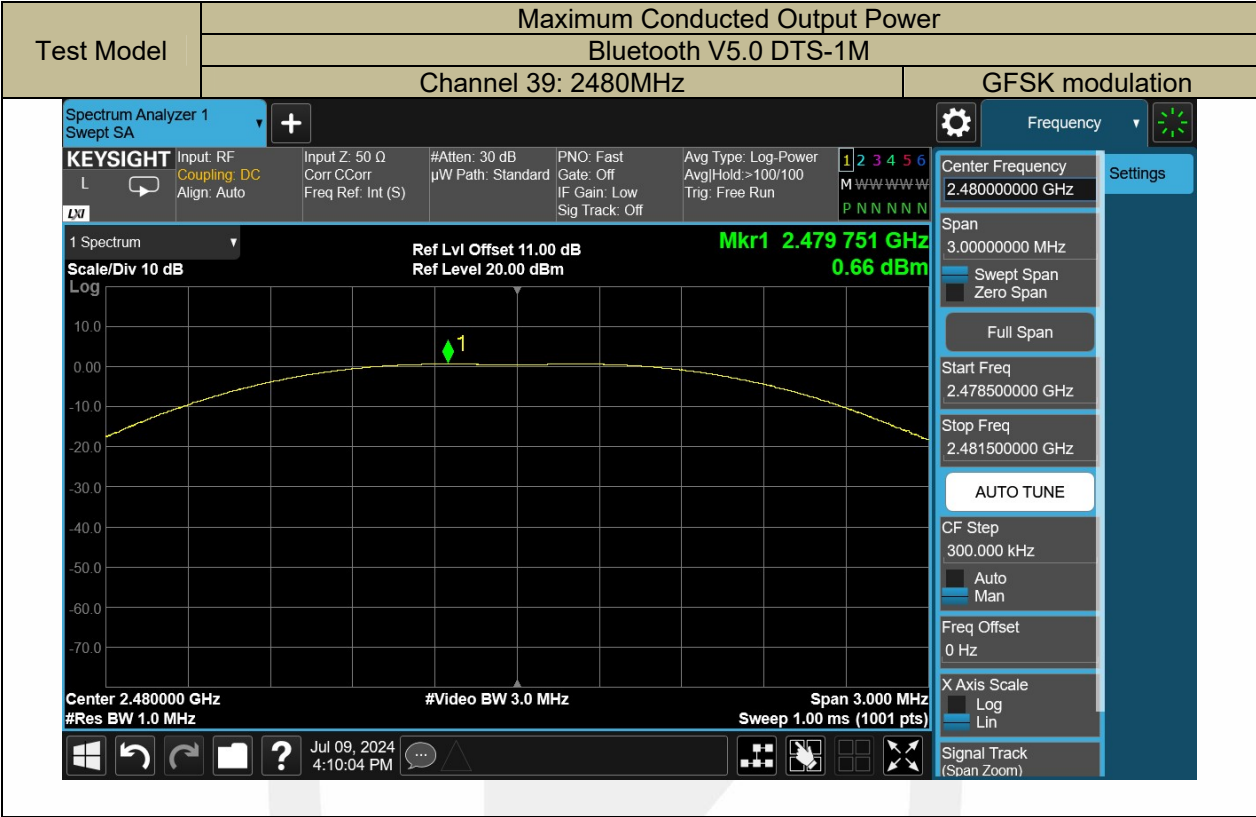 Test Model
Maximum Conducted Output Power
Bluetooth V5.0 DTS-1M
Channel 39: 2480MHz
GFSK modulation
Spectrum Analyzer 1
Swept SA
Frequency
KEYSIGHT
L
LXI
Input: RF
Coupling: DC
Align: Auto
Input Z: 50 Ω
Corr CCorr
Freq Ref: Int (S)
#Atten: 30 dB
µW Path: Standard
PNO: Fast
Gate: Off
IF Gain: Low
Sig Track: Off
Avg Type: Log-Power
Avg|Hold:>100/100
Trig: Free Run
1 2 3 4 5 6
M W W W W W
P N N N N N
1 Spectrum
Scale/Div 10 dB
Ref Lvl Offset 11.00 dB
Ref Level 20.00 dBm
Mkr1 2.479 751 GHz
0.66 dBm
Log
10.0
0.00
-10.0
-20.0
-30.0
-40.0
-50.0
-60.0
-70.0
1
Center 2.480000 GHz
#Res BW 1.0 MHz
#Video BW 3.0 MHz
Span 3.000 MHz
Sweep 1.00 ms (1001 pts)
Jul 09, 2024
4:10:04 PM
?
Center Frequency
2.480000000 GHz
Settings
Span
3.00000000 MHz
Swept Span
Zero Span
Full Span
Start Freq
2.478500000 GHz
Stop Freq
2.481500000 GHz
AUTO TUNE
CF Step
300.000 kHz
Auto
Man
Freq Offset
0 Hz
X Axis Scale
Log
Lin
Signal Track
(Span Zoom)